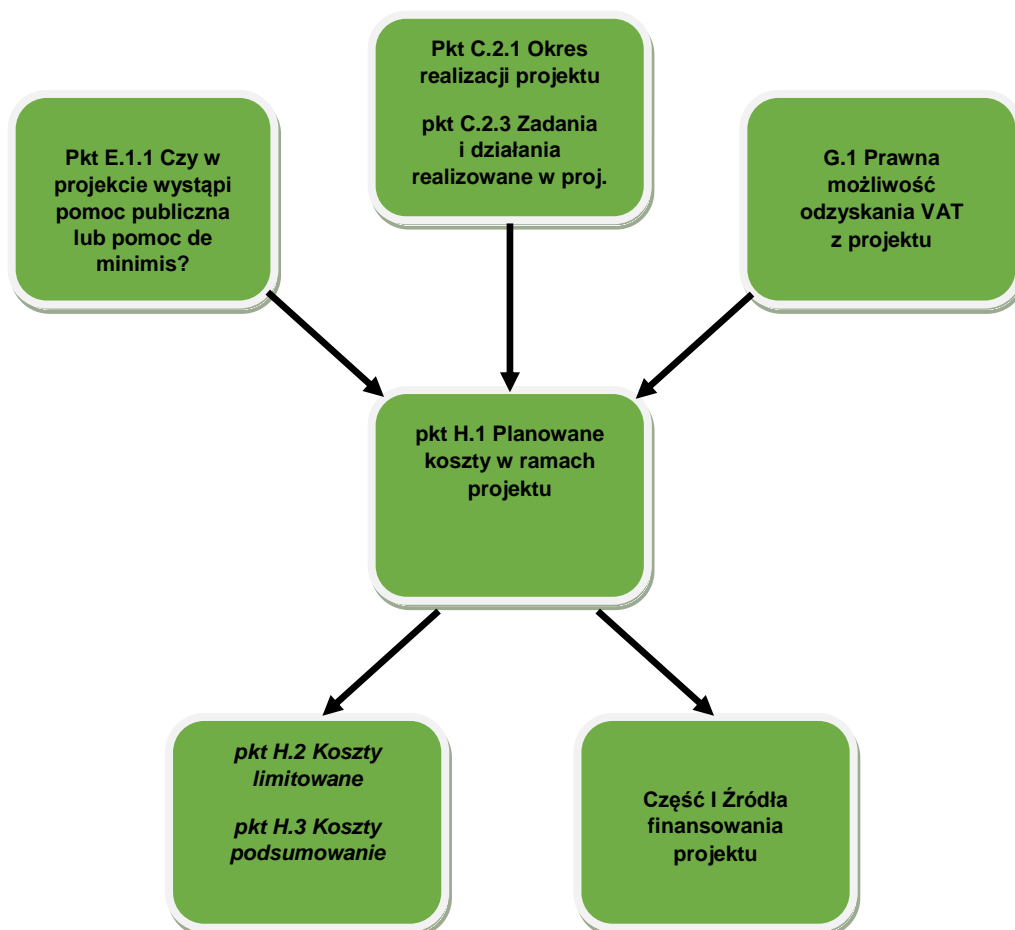 Pkt C.2.1 Okres
realizacji projektu
pkt C.2.3 Zadania
i działania
realizowane w proj.
Pkt E.1.1 Czy w
projekcie wystąpi
pomoc publiczna
lub pomoc de
minimis?
G.1 Prawna
możliwość
odzyskania VAT
z projektu
pkt H.1 Planowane
koszty w ramach
projektu
pkt H.2 Koszty
limitowane
pkt H.3 Koszty
podsumowanie
Część I Źródła
finansowania
projektu